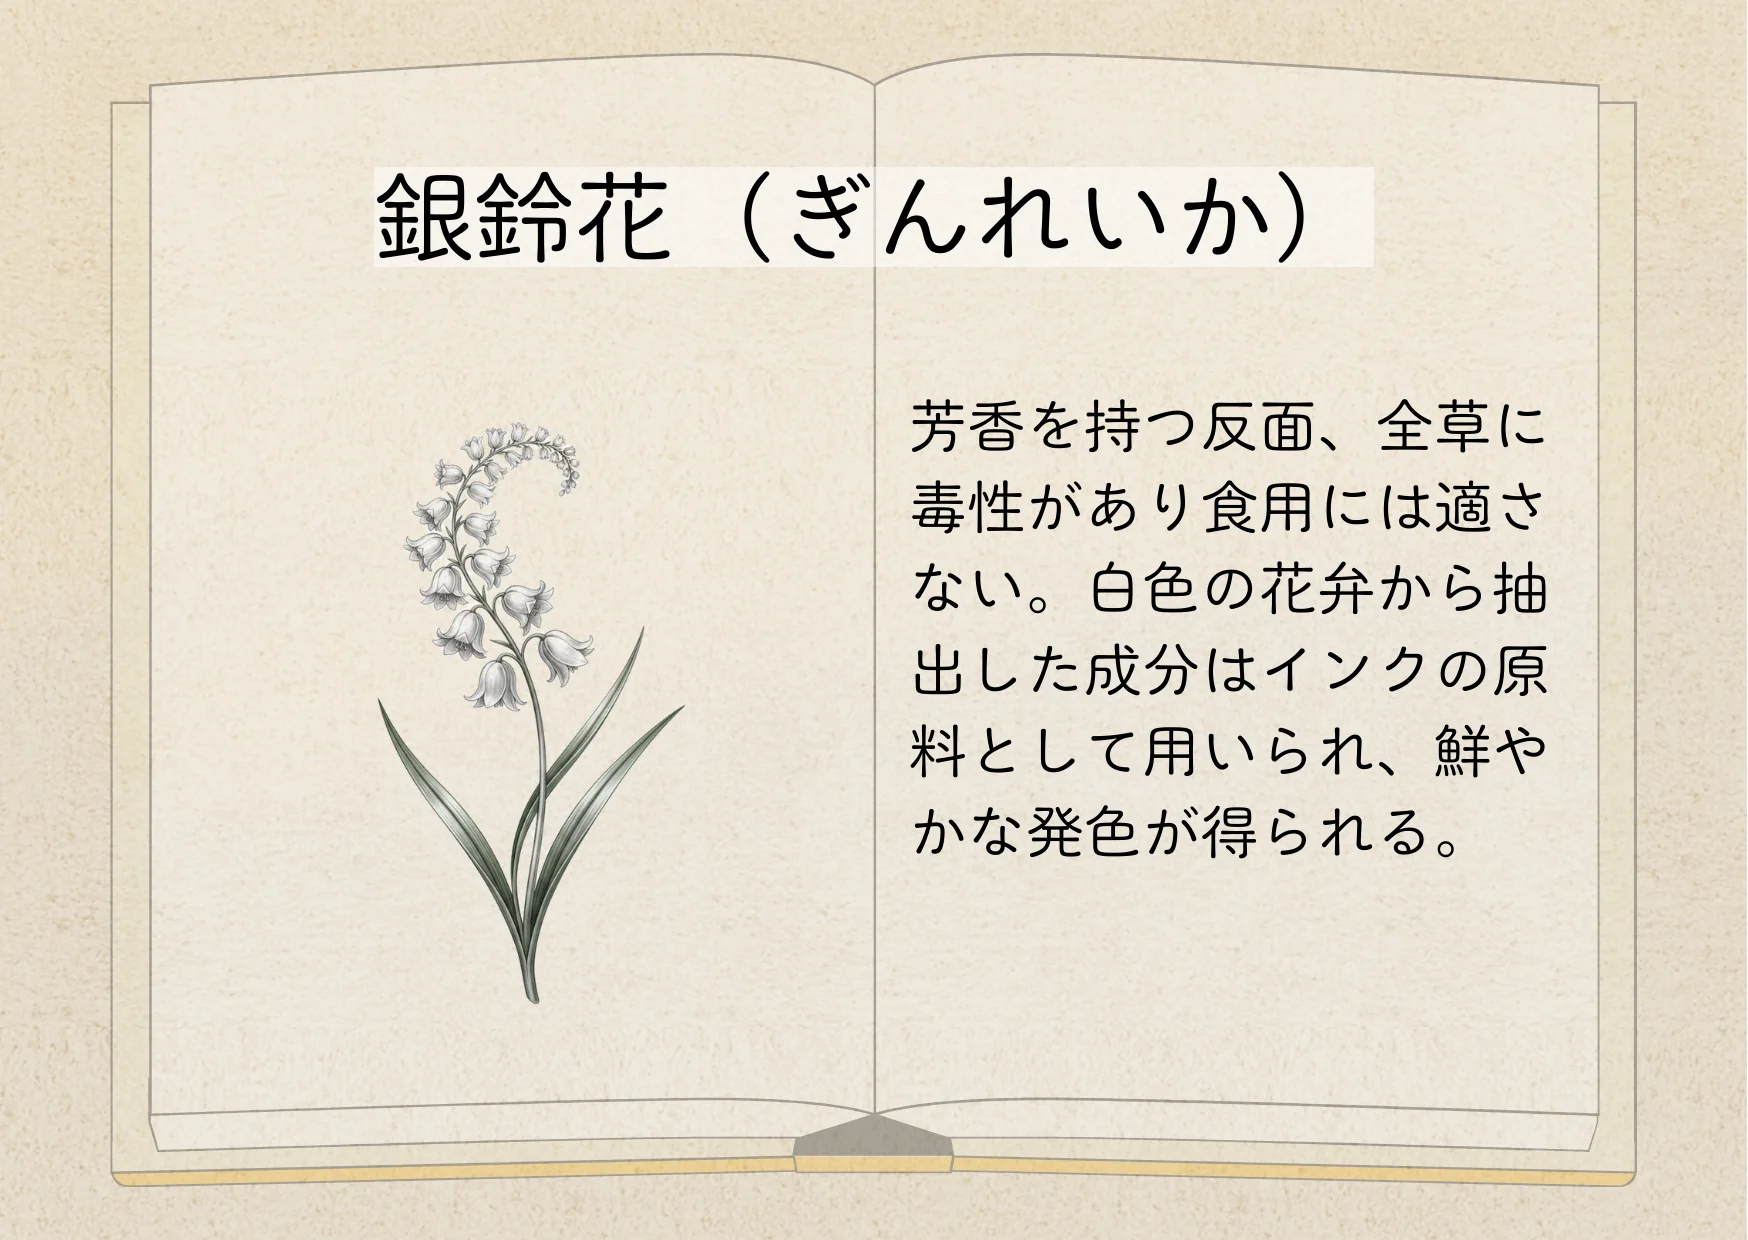 銀鈴花（ぎんれいか）
芳香を持つ反面、全草に
毒性があり食用には適さ
ない。白色の花弁から抽
出した成分はインクの原
料として用いられ、鮮や
かな発色が得られる。